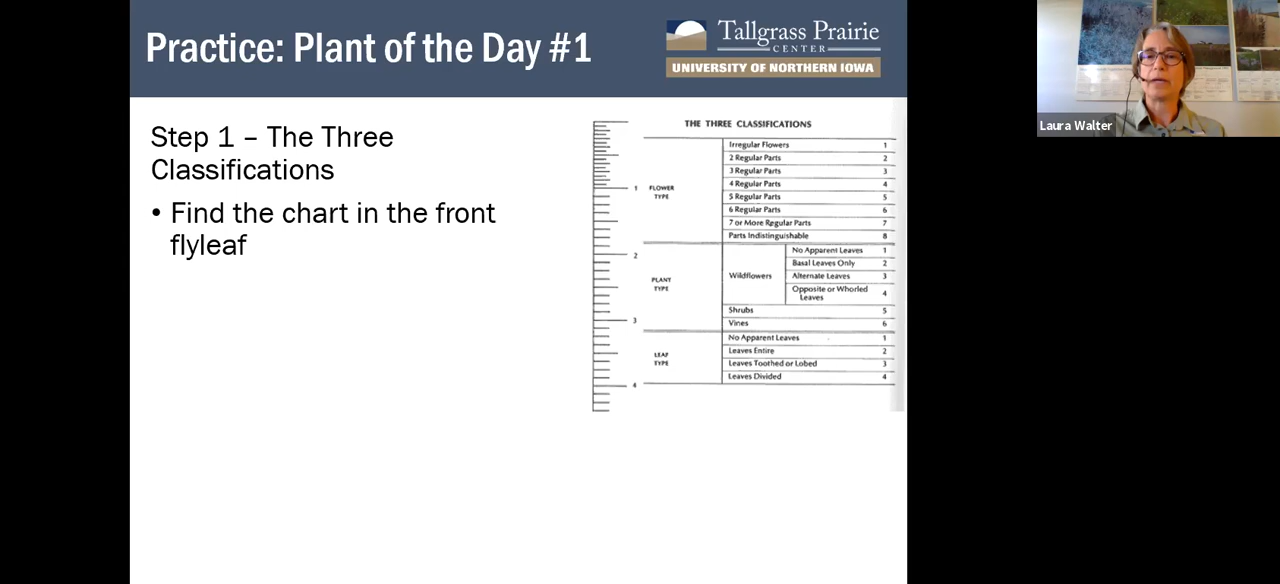 Practice: Plant of the Day #1
Tallgrass Prairie
CENTER
UNIVERSITY OF NORTHERN IOWA
Laura Walter
Step 1 – The Three
Classifications
• Find the chart in the front
flyleaf
THE THREE CLASSIFICATIONS
Irregular Flowers 1
2 Regular Parts 2
3 Regular Parts 3
4 Regular Parts 4
1 FLOWER
TYPE
5 Regular Parts 5
6 Regular Parts 6
7 or More Regular Parts 7
Parts Indistinguishable 8
2
PLANT
TYPE
Wildflowers
No Apparent Leaves 1
Basal Leaves Only 2
Alternate Leaves 3
Opposite or Whorled
Leaves 4
Shrubs 5
3
Vines 6
LEAF
TYPE
No Apparent Leaves 1
Leaves Entire 2
Leaves Toothed or Lobed 3
Leaves Divided 4
4